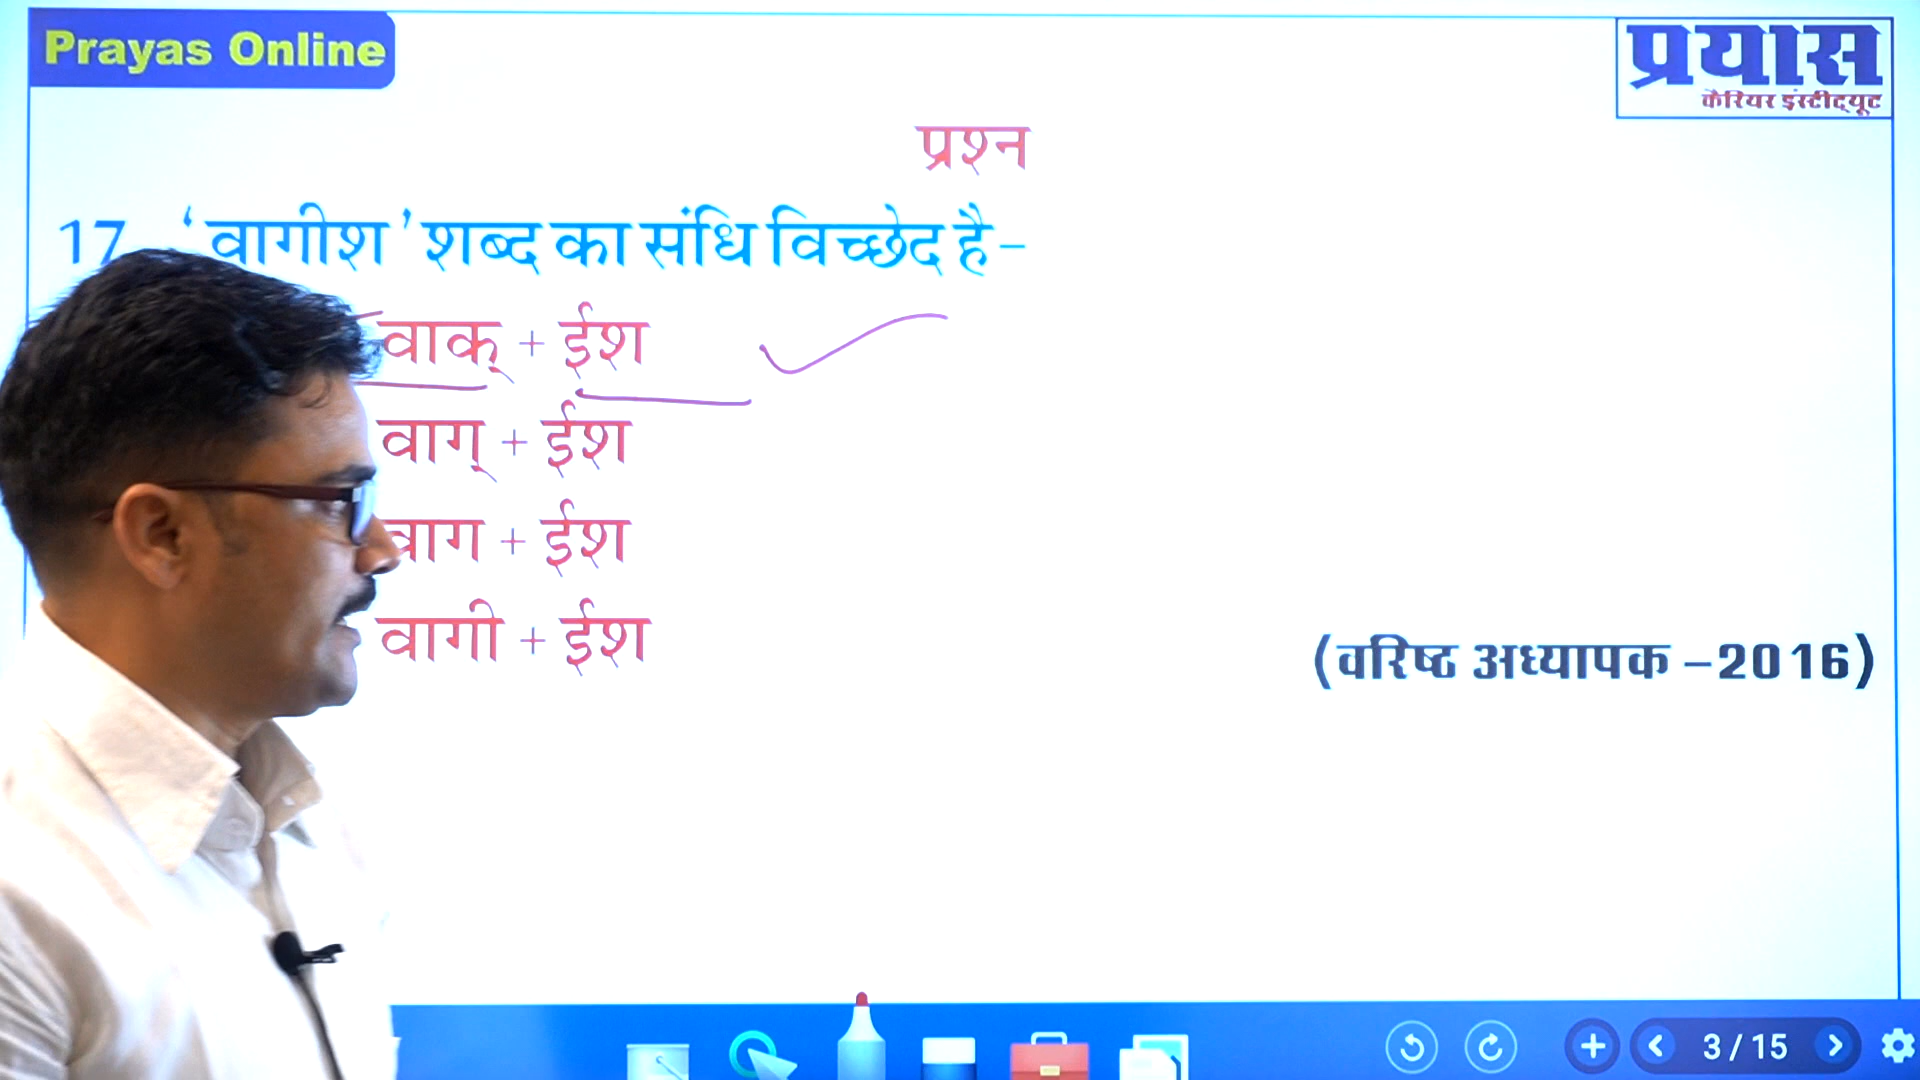 Prayas Online
प्रयास
कॅरियर इंस्टीट्यूट
प्रश्न
17 'वागीश' शब्द का संधि विच्छेद है-
वाक् + ईश
वाग् + ईश
वाग + ईश
वागी + ईश
(वरिष्ठ अध्यापक -2016)
3 / 15